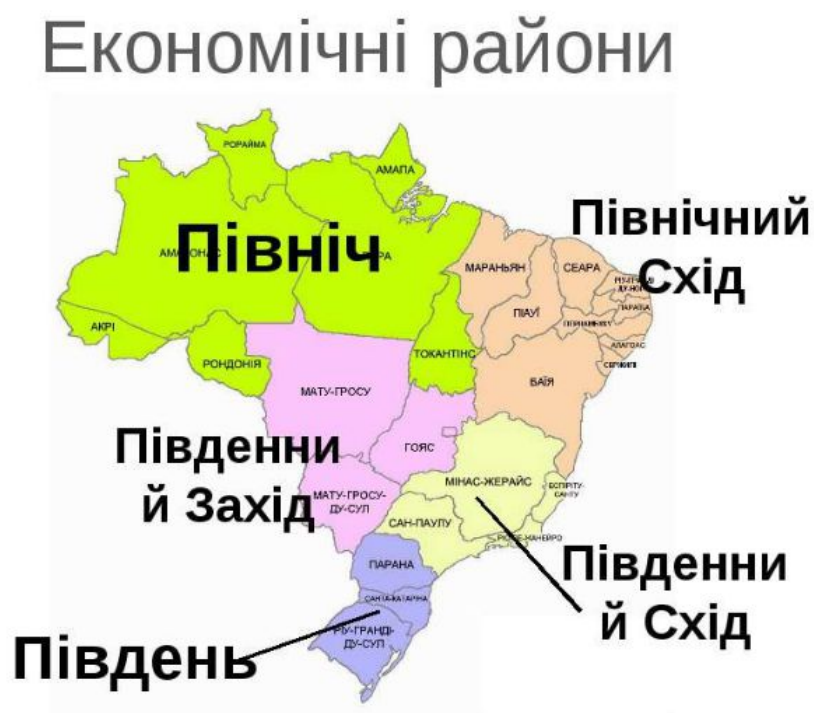 Економічні райони
РОРАЙМА
АМАПА
Північний
Схід
Північ
МАРАНЬЯН
СЕАРА
ПАРАЇБА
ПІАУЇ
АКРІ
АЛАГОАС
ТОКАНТІНС
РОНДОНІЯ
СЕРЖИПІ
БАЇЯ
МАТУ-ГРОСУ
Південни
й Захід
ГОЯС
МІНАС-ЖЕРАЙС
ЕСПІРІТУ-
САНТУ
МАТУ-ГРОСУ-
ДУ-СУЛ
САН-ПАУЛУ
ПАРАНА
Південни
й Схід
САНТА-КАТАРІНА
РІУ-ГРАНДІ-
ДУ-СУЛ
Південь